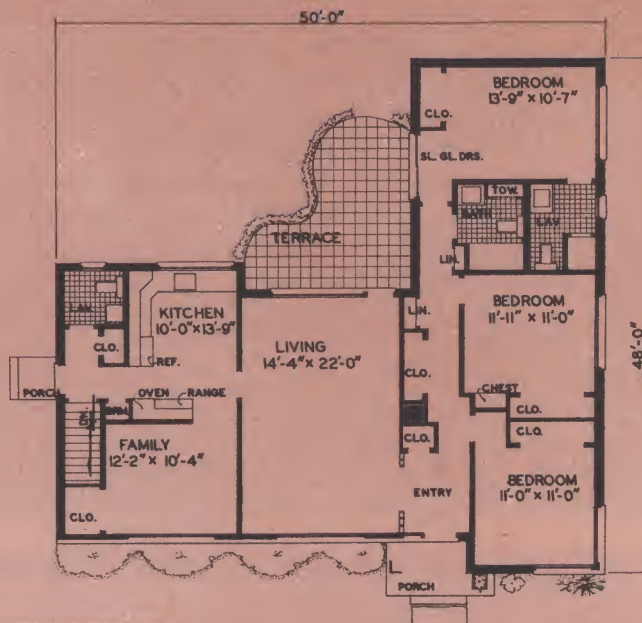 50'-0"
BEDROOM
13'-9" × 10'-7"
CLO.
SL. GL. DRS.
TOW.
BATH
LAV.
LIN.
TERRACE
KITCHEN
10'-0" × 13'-9"
LIVING
14'-4" × 22'-0"
LIN.
BEDROOM
11'-11" × 11'-0"
48'-0"
CLO.
REF.
CLO.
PORCH
OVEN
RANGE
CHEST
CLO.
DN.
FAMILY
12'-2" × 10'-4"
CLO.
CLO.
BEDROOM
11'-0" × 11'-0"
CLO.
ENTRY
PORCH